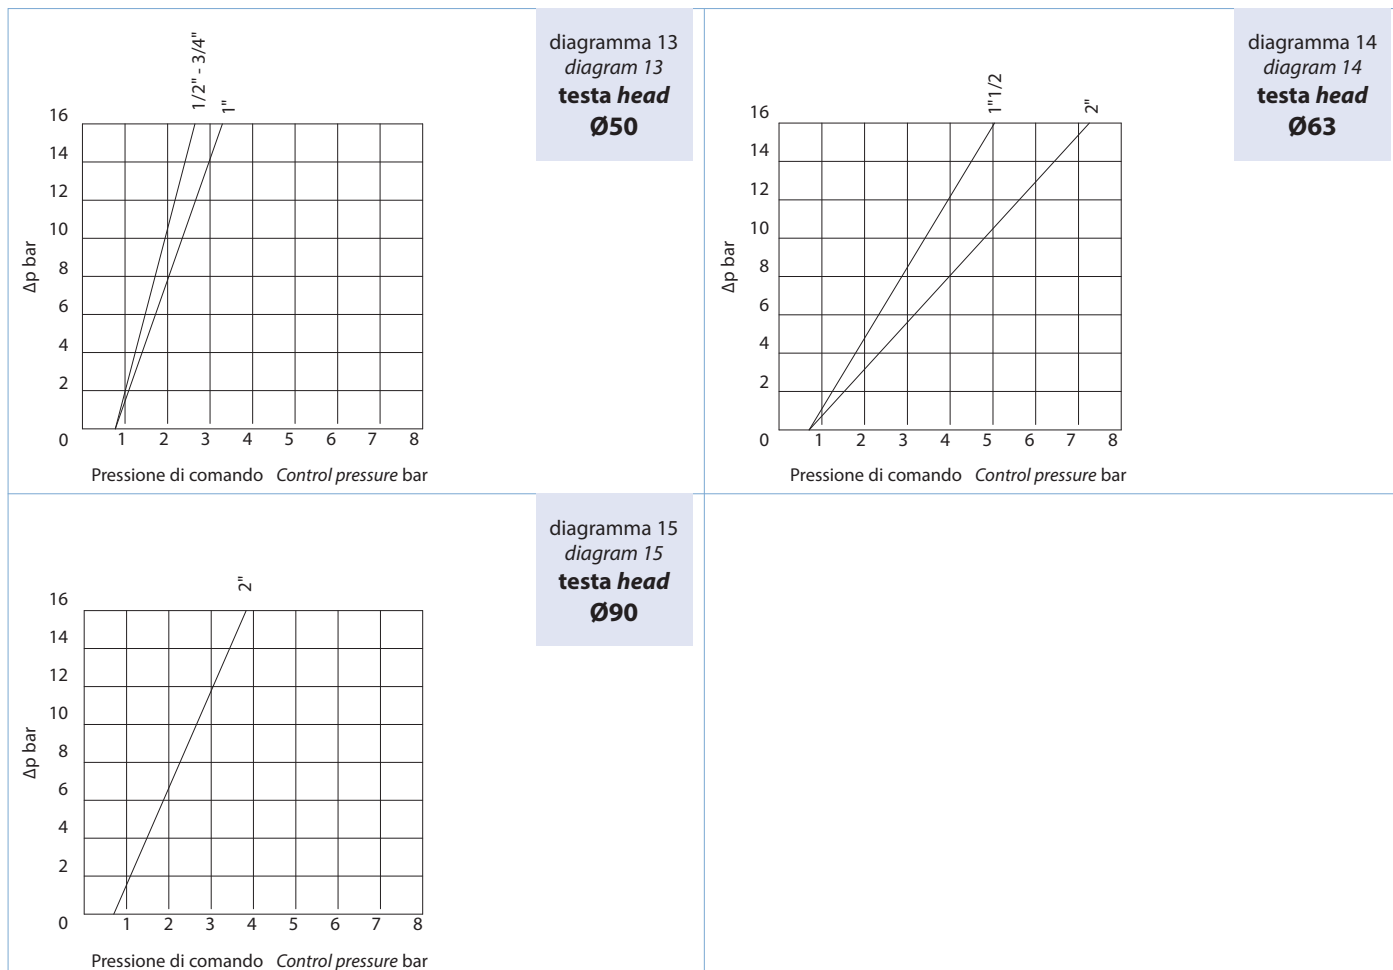 diagramma 13
diagram 13
testa head
Ø50
1/2" - 3/4"
1"
16
14
12
10
8
6
4
2
0
Δp bar
1 2 3 4 5 6 7 8
Pressione di comando Control pressure bar
diagramma 14
diagram 14
testa head
Ø63
1"1/2
2"
16
14
12
10
8
6
4
2
0
Δp bar
1 2 3 4 5 6 7 8
Pressione di comando Control pressure bar
diagramma 15
diagram 15
testa head
Ø90
2"
16
14
12
10
8
6
4
2
0
Δp bar
1 2 3 4 5 6 7 8
Pressione di comando Control pressure bar